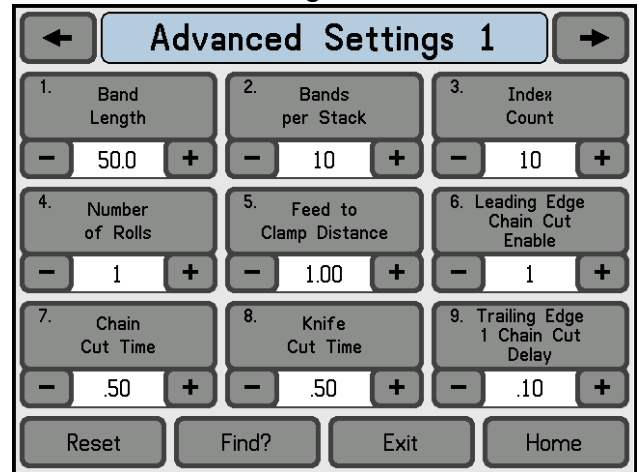 Advanced Settings 1
1. Band
Length
2. Bands
per Stack
3. Index
Count
− 50.0 +
− 10 +
− 10 +
4. Number
of Rolls
5. Feed to
Clamp Distance
6. Leading Edge
Chain Cut
Enable
− 1 +
− 1.00 +
− 1 +
7. Chain
Cut Time
8. Knife
Cut Time
9. Trailing Edge
1 Chain Cut
Delay
− .50 +
− .50 +
− .10 +
Reset
Find?
Exit
Home